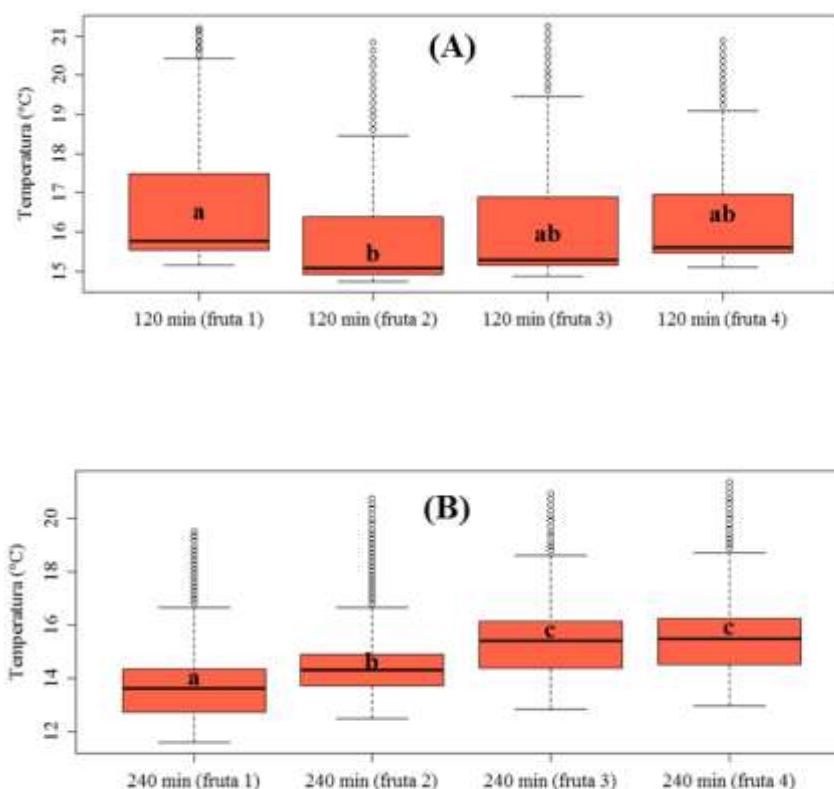 (A)
Temperatura (°C)
21
20
19
18
17
16
15
a
b
ab
ab
120 min (fruta 1)
120 min (fruta 2)
120 min (fruta 3)
120 min (fruta 4)
(B)
Temperatura (°C)
20
18
16
14
12
a
b
c
c
240 min (fruta 1)
240 min (fruta 2)
240 min (fruta 3)
240 min (fruta 4)